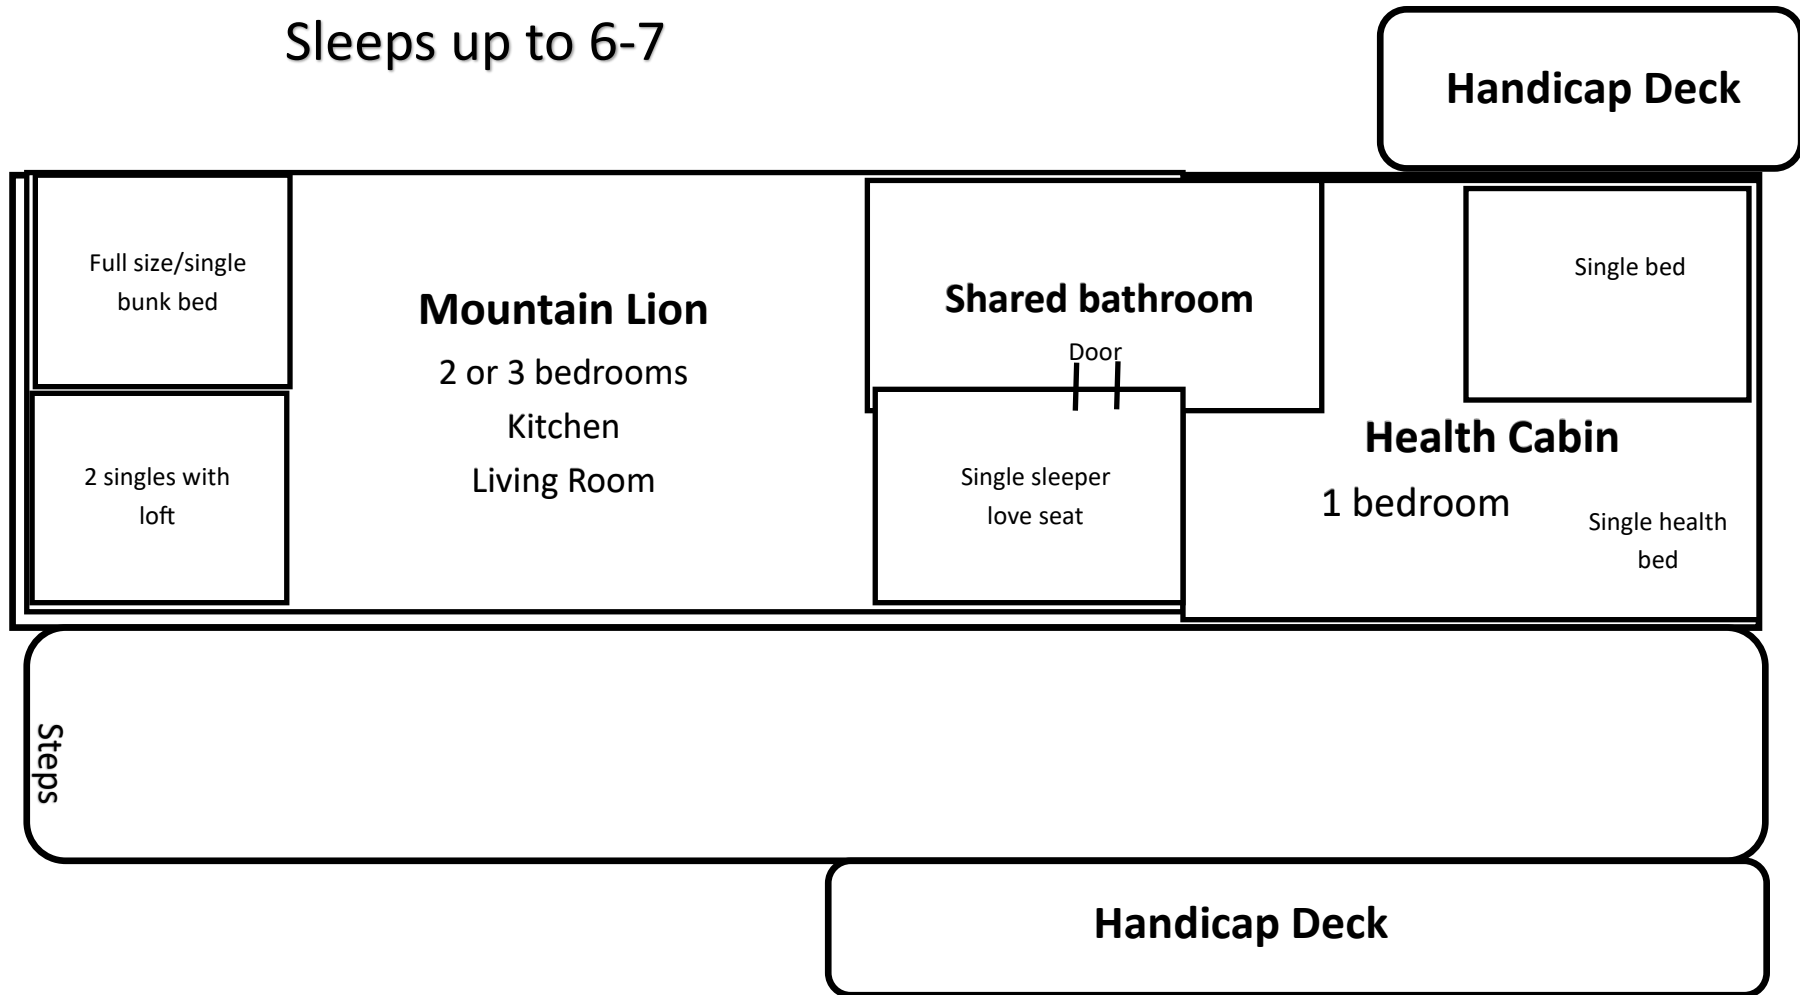 Sleeps up to 6-7
Handicap Deck
Full size/single
bunk bed
2 singles with
loft
Mountain Lion
2 or 3 bedrooms
Kitchen
Living Room
Shared bathroom
Door
Single sleeper
love seat
Single bed
Health Cabin
1 bedroom
Single health
bed
Steps
Handicap Deck